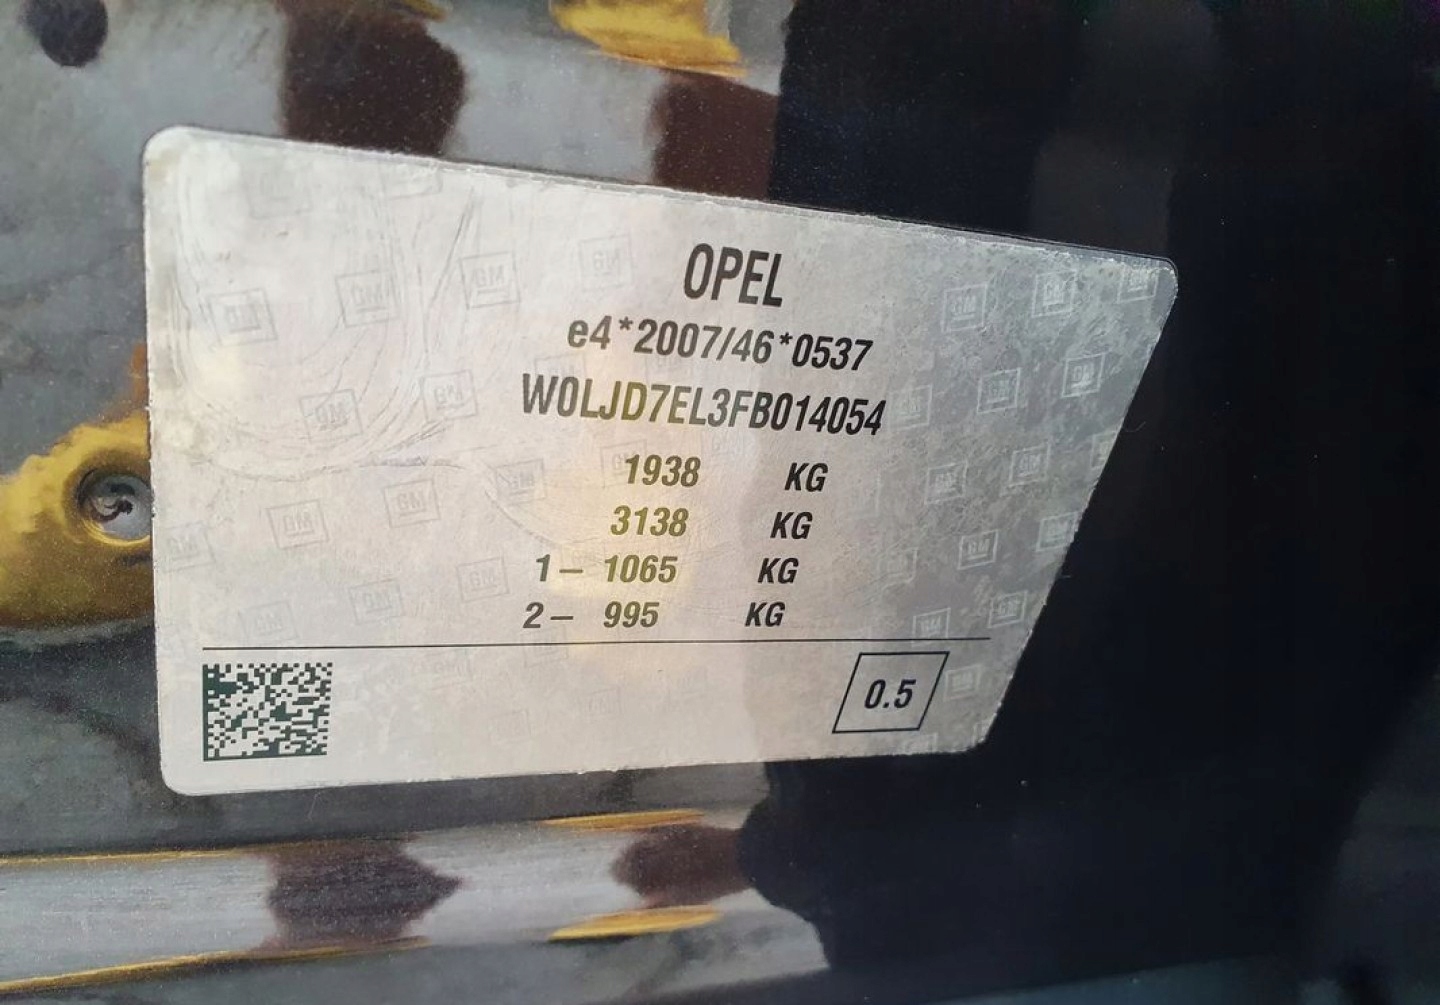 OPEL
e4*2007/46*0537
W0LJD7EL3FB014054
1938 KG
3138 KG
1– 1065 KG
2– 995 KG
0.5